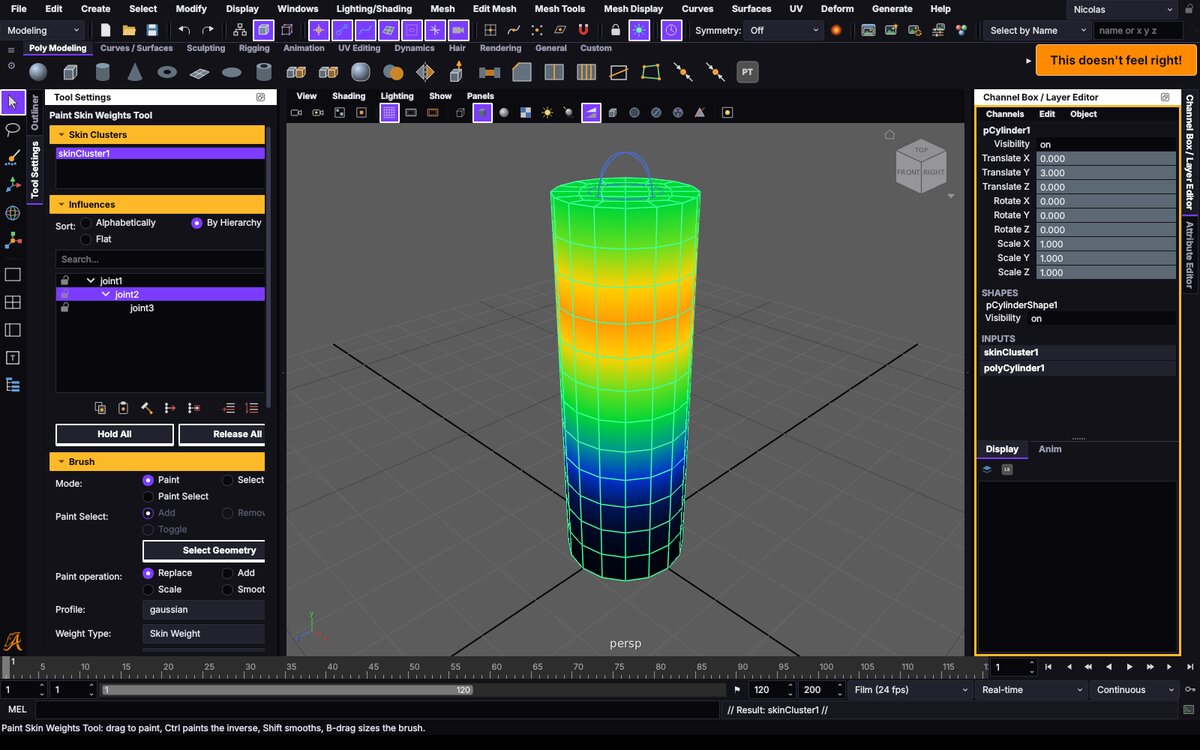 File Edit Create Select Modify Display Windows Lighting/Shading Mesh Edit Mesh Mesh Tools Mesh Display Curves Surfaces UV Deform Generate Help Nicolas
Modeling Symmetry: Off Select by Name name or x y z
Poly Modeling Curves / Surfaces Sculpting Rigging Animation UV Editing Dynamics Hair Rendering General Custom
This doesn't feel right!
PT
Tool Settings
Outliner
Tool Settings
Paint Skin Weights Tool
Skin Clusters
skinCluster1
Influences
Sort: Alphabetically By Hierarchy
Flat
Search...
joint1
joint2
joint3
Hold All Release All
Brush
Mode: Paint Select
Paint Select
Paint Select: Add Remov
Toggle
Select Geometry
Paint operation: Replace Add
Scale Smoot
Profile: gaussian
Weight Type: Skin Weight
T
View Shading Lighting Show Panels
TOP
FRONT RIGHT
y
persp
Channel Box / Layer Editor
Channels Edit Object
pCylinder1
Visibility on
Translate X 0.000
Translate Y 3.000
Translate Z 0.000
Rotate X 0.000
Rotate Y 0.000
Rotate Z 0.000
Scale X 1.000
Scale Y 1.000
Scale Z 1.000
SHAPES
pCylinderShape1
Visibility on
INPUTS
skinCluster1
polyCylinder1
Display Anim
Channel Box / Layer Editor
Attribute Editor
1 5 10 15 20 25 30 35 40 45 50 55 60 65 70 75 80 85 90 95 100 105 110 115 1
1 1 1 120 120 200 Film (24 fps) Real-time Continuous
MEL // Result: skinCluster1 //
Paint Skin Weights Tool: drag to paint, Ctrl paints the inverse, Shift smooths, B-drag sizes the brush.